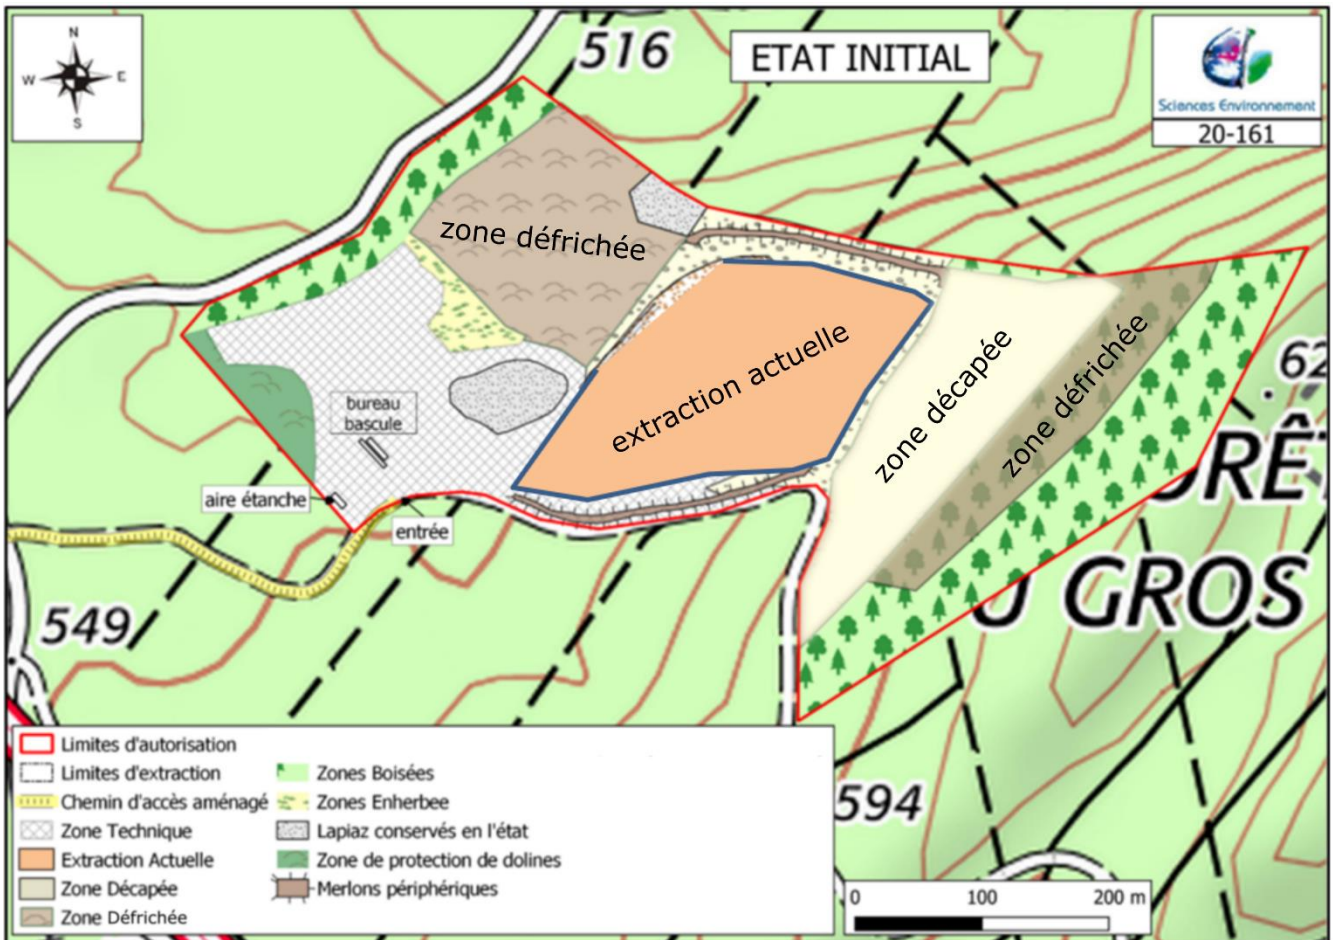 N
W E
S
516
ETAT INITIAL
Sciences Environnement
20-161
zone défrichée
extraction actuelle
zone décapée
zone défrichée
62
bureau
bascule
aire étanche
entrée
GROS
549
594
Limites d'autorisation
Limites d'extraction
Chemin d'accès aménagé
Zone Technique
Extraction Actuelle
Zone Décapée
Zone Défrichée
Zones Boisées
Zones Enherbee
Lapiaz conservés en l'état
Zone de protection de dolines
Merlons périphériques
0 100 200 m